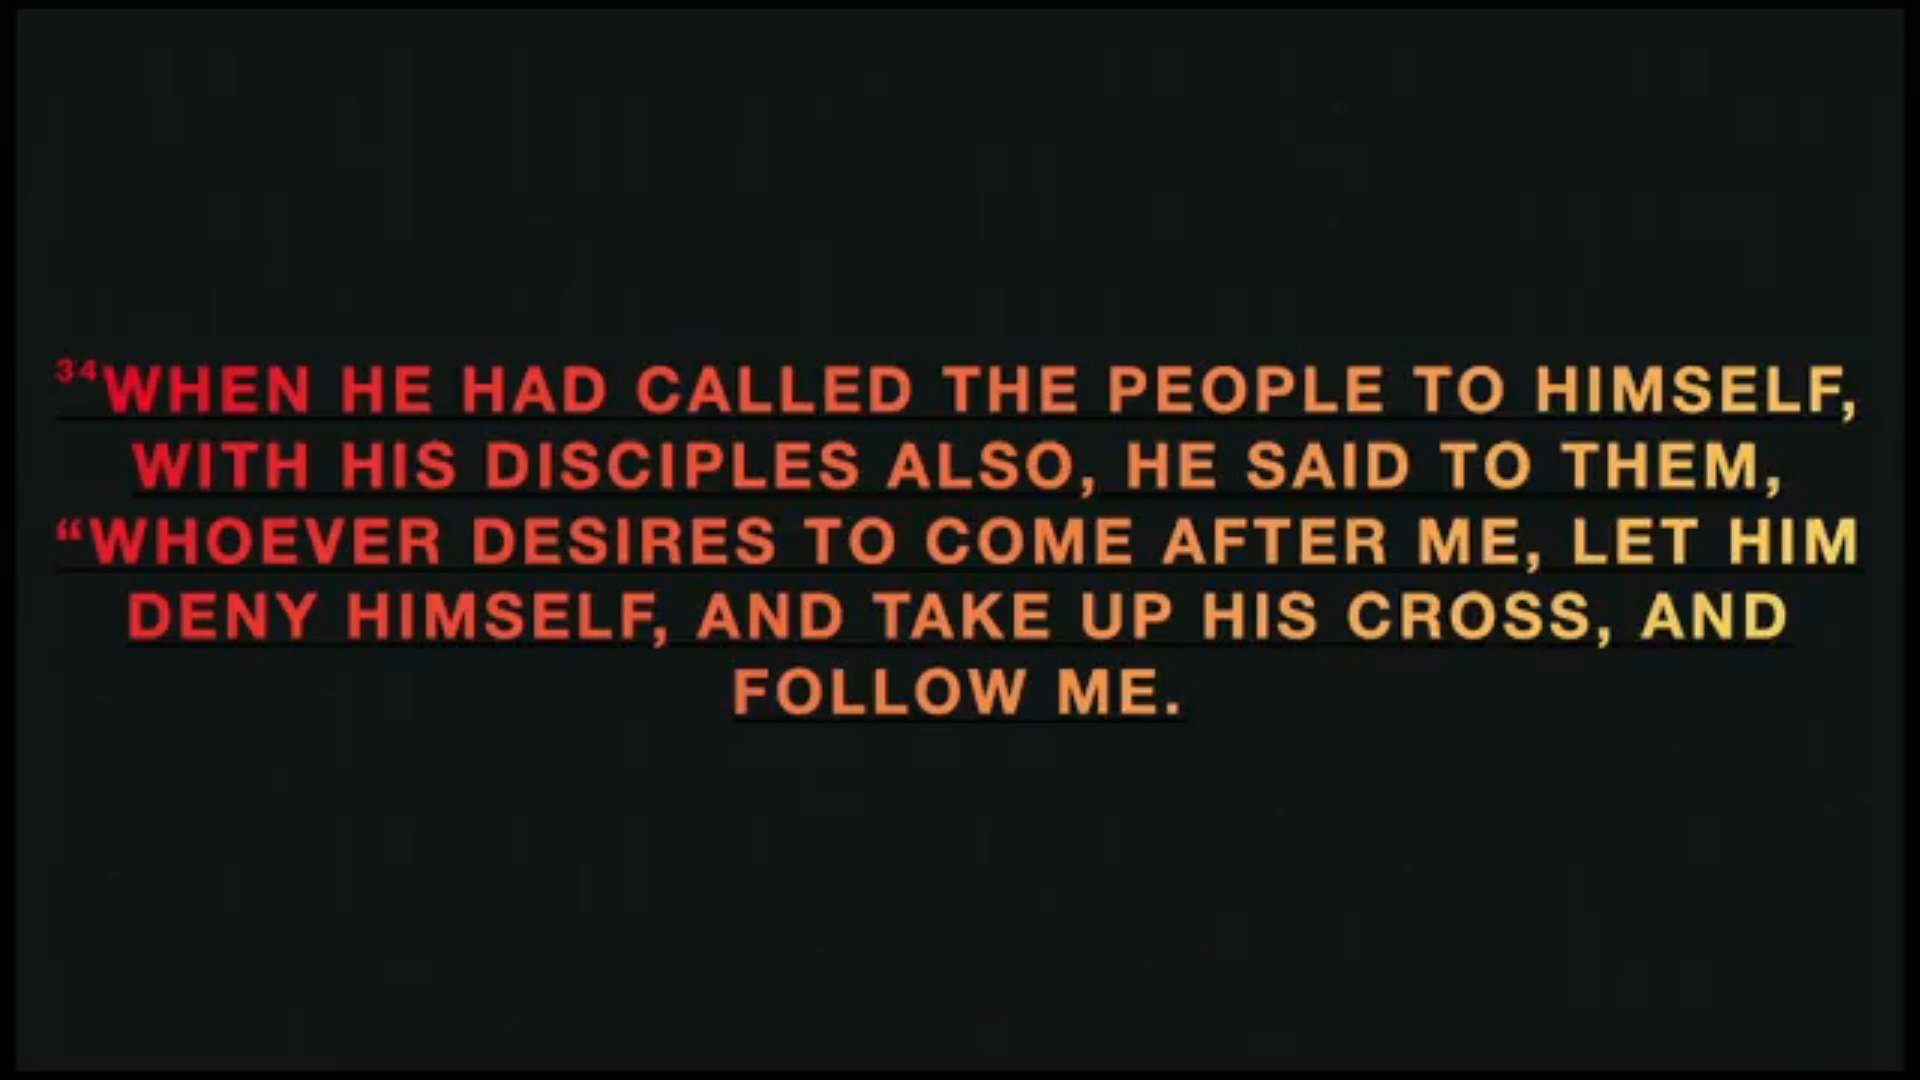 ³⁴WHEN HE HAD CALLED THE PEOPLE TO HIMSELF,
WITH HIS DISCIPLES ALSO, HE SAID TO THEM,
“WHOEVER DESIRES TO COME AFTER ME, LET HIM
DENY HIMSELF, AND TAKE UP HIS CROSS, AND
FOLLOW ME.